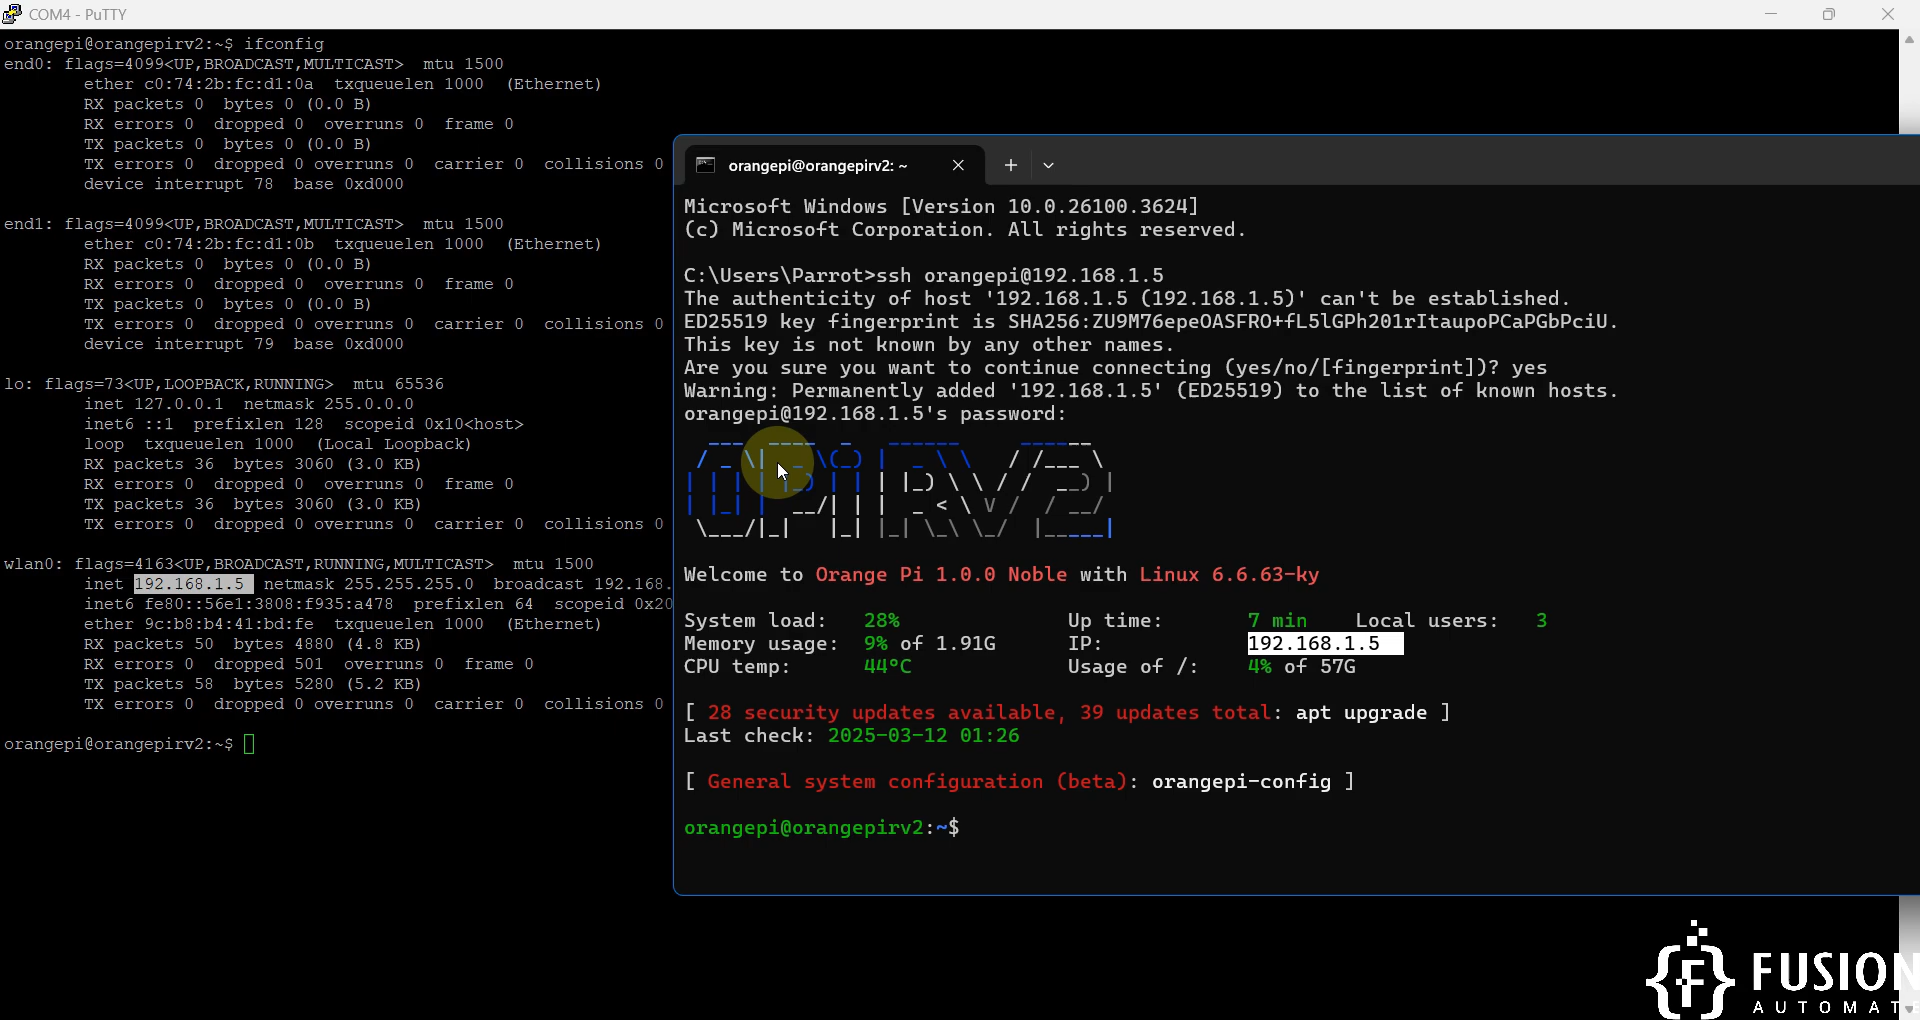 COM4 - PuTTY
orangepi@orangepirv2:~$ ifconfig
end0: flags=4099<UP,BROADCAST,MULTICAST>  mtu 1500
        ether c0:74:2b:fc:d1:0a  txqueuelen 1000  (Ethernet)
        RX packets 0  bytes 0 (0.0 B)
        RX errors 0  dropped 0  overruns 0  frame 0
        TX packets 0  bytes 0 (0.0 B)
        TX errors 0  dropped 0 overruns 0  carrier 0  collisions 0
        device interrupt 78  base 0xd000
end1: flags=4099<UP,BROADCAST,MULTICAST>  mtu 1500
        ether c0:74:2b:fc:d1:0b  txqueuelen 1000  (Ethernet)
        RX packets 0  bytes 0 (0.0 B)
        RX errors 0  dropped 0  overruns 0  frame 0
        TX packets 0  bytes 0 (0.0 B)
        TX errors 0  dropped 0 overruns 0  carrier 0  collisions 0
        device interrupt 79  base 0xd000
lo: flags=73<UP,LOOPBACK,RUNNING>  mtu 65536
        inet 127.0.0.1  netmask 255.0.0.0
        inet6 ::1  prefixlen 128  scopeid 0x10<host>
        loop  txqueuelen 1000  (Local Loopback)
        RX packets 36  bytes 3060 (3.0 KB)
        RX errors 0  dropped 0  overruns 0  frame 0
        TX packets 36  bytes 3060 (3.0 KB)
        TX errors 0  dropped 0 overruns 0  carrier 0  collisions 0
wlan0: flags=4163<UP,BROADCAST,RUNNING,MULTICAST>  mtu 1500
        inet 192.168.1.5  netmask 255.255.255.0  broadcast 192.168.
        inet6 fe80::56e1:3808:f935:a478  prefixlen 64  scopeid 0x20
        ether 9c:b8:b4:41:bd:fe  txqueuelen 1000  (Ethernet)
        RX packets 50  bytes 4880 (4.8 KB)
        RX errors 0  dropped 501  overruns 0  frame 0
        TX packets 58  bytes 5280 (5.2 KB)
        TX errors 0  dropped 0 overruns 0  carrier 0  collisions 0
orangepi@orangepirv2:~$
orangepi@orangepirv2: ~
Microsoft Windows [Version 10.0.26100.3624]
(c) Microsoft Corporation. All rights reserved.
C:\Users\Parrot>ssh orangepi@192.168.1.5
The authenticity of host '192.168.1.5 (192.168.1.5)' can't be established.
ED25519 key fingerprint is SHA256:ZU9M76epeOASFRO+fL5lGPh201rItaupoPCaPGbPciU.
This key is not known by any other names.
Are you sure you want to continue connecting (yes/no/[fingerprint])? yes
Warning: Permanently added '192.168.1.5' (ED25519) to the list of known hosts.
orangepi@192.168.1.5's password:
OPi RV2
Welcome to Orange Pi 1.0.0 Noble with Linux 6.6.63-ky
System load:   28%              Up time:       7 min    Local users:   3
Memory usage:  9% of 1.91G      IP:            192.168.1.5
CPU temp:      44°C             Usage of /:    4% of 57G
[ 28 security updates available, 39 updates total: apt upgrade ]
Last check: 2025-03-12 01:26
[ General system configuration (beta): orangepi-config ]
orangepi@orangepirv2:~$
FUSION
AUTOMATE